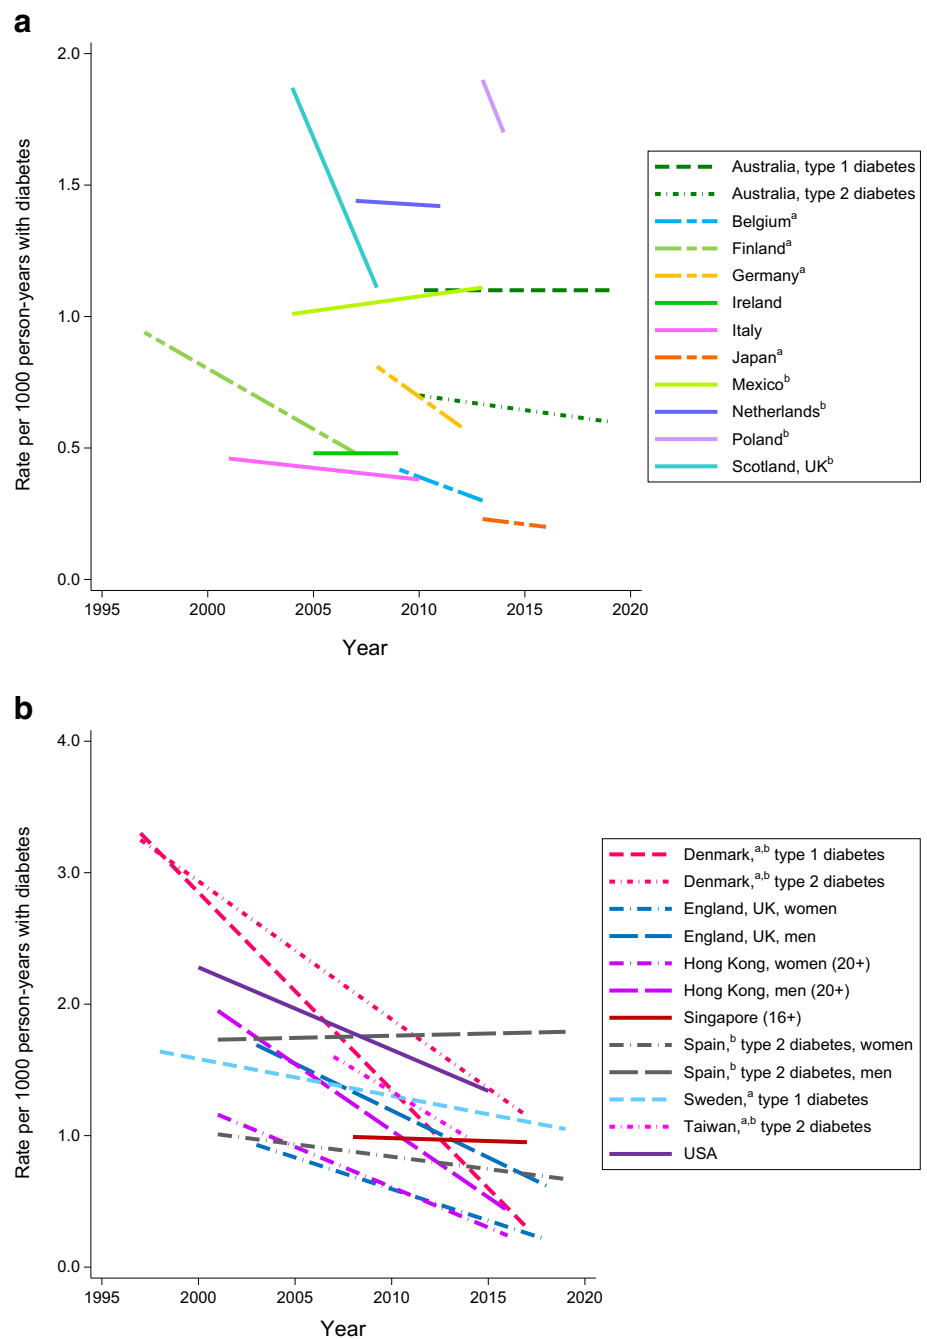 a
Rate per 1000 person-years with diabetes
2.0
1.5
1.0
0.5
0.0
1995 2000 2005 2010 2015 2020
Year
Australia, type 1 diabetes
Australia, type 2 diabetes
Belgiumᵃ
Finlandᵃ
Germanyᵃ
Ireland
Italy
Japanᵃ
Mexicoᵇ
Netherlandsᵇ
Polandᵇ
Scotland, UKᵇ
b
Rate per 1000 person-years with diabetes
4.0
3.0
2.0
1.0
0.0
1995 2000 2005 2010 2015 2020
Year
Denmark,ᵃ,ᵇ type 1 diabetes
Denmark,ᵃ,ᵇ type 2 diabetes
England, UK, women
England, UK, men
Hong Kong, women (20+)
Hong Kong, men (20+)
Singapore (16+)
Spain,ᵇ type 2 diabetes, women
Spain,ᵇ type 2 diabetes, men
Sweden,ᵃ type 1 diabetes
Taiwan,ᵃ,ᵇ type 2 diabetes
USA